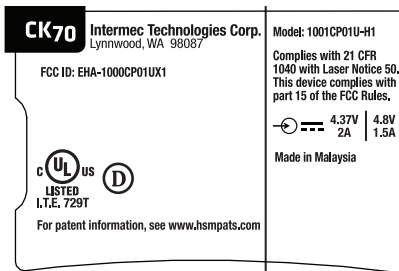 CK70
Intermec Technologies Corp.
Lynnwood, WA 98087
FCC ID: EHA-1000CP01UX1
C UL US
LISTED
I.T.E. 729T
D
For patent information, see www.hsmpats.com
Model: 1001CP01U-H1
Complies with 21 CFR
1040 with Laser Notice 50.
This device complies with
part 15 of the FCC Rules.
4.37V 4.8V
2A 1.5A
Made in Malaysia